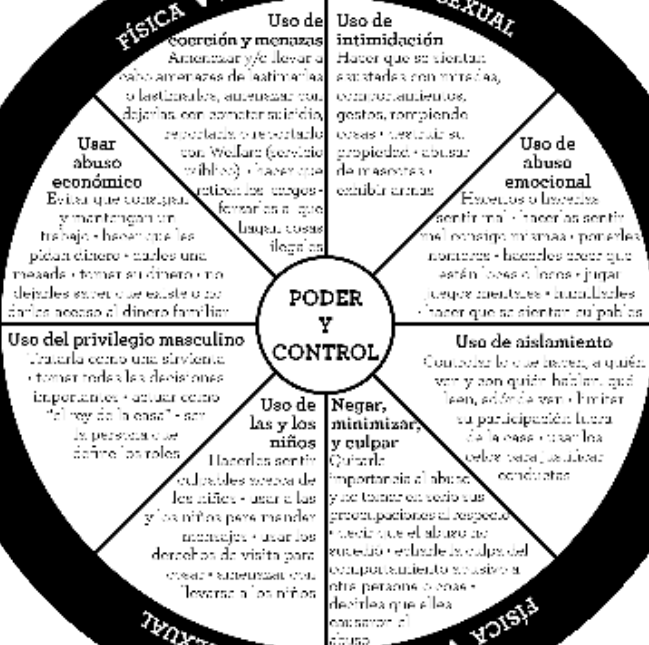 FÍSICA
SEXUAL
Uso de
coerción y menazas
Amenazar y/o llevar a
cabo amenazas de lastimarlas
o lastimarlos, amenazar con
dejarlas, con cometer suicidio,
reportarla o reportarlo
con Welfare (servicio
público) • hacer que
retiren los cargos •
forzarlos a que
hagan cosas
ilegales
Uso de
intimidación
Hacer que se sientan
asustadas con miradas,
comportamientos,
gestos, rompiendo
cosas • destruir su
propiedad • abusar
de mascotas •
exhibir armas
Usar
abuso
económico
Evitar que consigan
y mantengan un
trabajo • hacer que les
pidan dinero • darles una
mesada • tomar su dinero • no
dejarles saber que existe o no
darles acceso al dinero familiar
Uso de
abuso
emocional
Hacerlos o hacerlas
sentir mal • hacerlas sentir
mal consigo mismas • ponerles
nombres • hacerles creer que
están locos o locas • jugar
juegos mentales • humillarles
• hacer que se sientan culpables
PODER
Y
CONTROL
Uso del privilegio masculino
Tratarla como una sirvienta
• tomar todas las decisiones
importantes • actuar como
"el rey de la casa" • ser
la persona que
define los roles
Uso de aislamiento
Controlar lo que hacen, a quién
ven y con quién hablan, qué
leen, adónde van • limitar
su participación fuera
de la casa • usar los
celos para justificar
conductas
Uso de
las y los
niños
Hacerles sentir
culpables acerca de
los niños • usar a las
y los niños para mandar
mensajes • usar los
derechos de visita para
acosar • amenazar con
llevarse a los niños
Negar,
minimizar,
y culpar
Quitarle
importancia al abuso
y no tomar en serio sus
preocupaciones al respecto
• decir que el abuso no
sucedió • echarle la culpa del
comportamiento abusivo a
otra persona o cosa •
decirles que ellas
causaron el
abuso
SEXUAL
FÍSICA